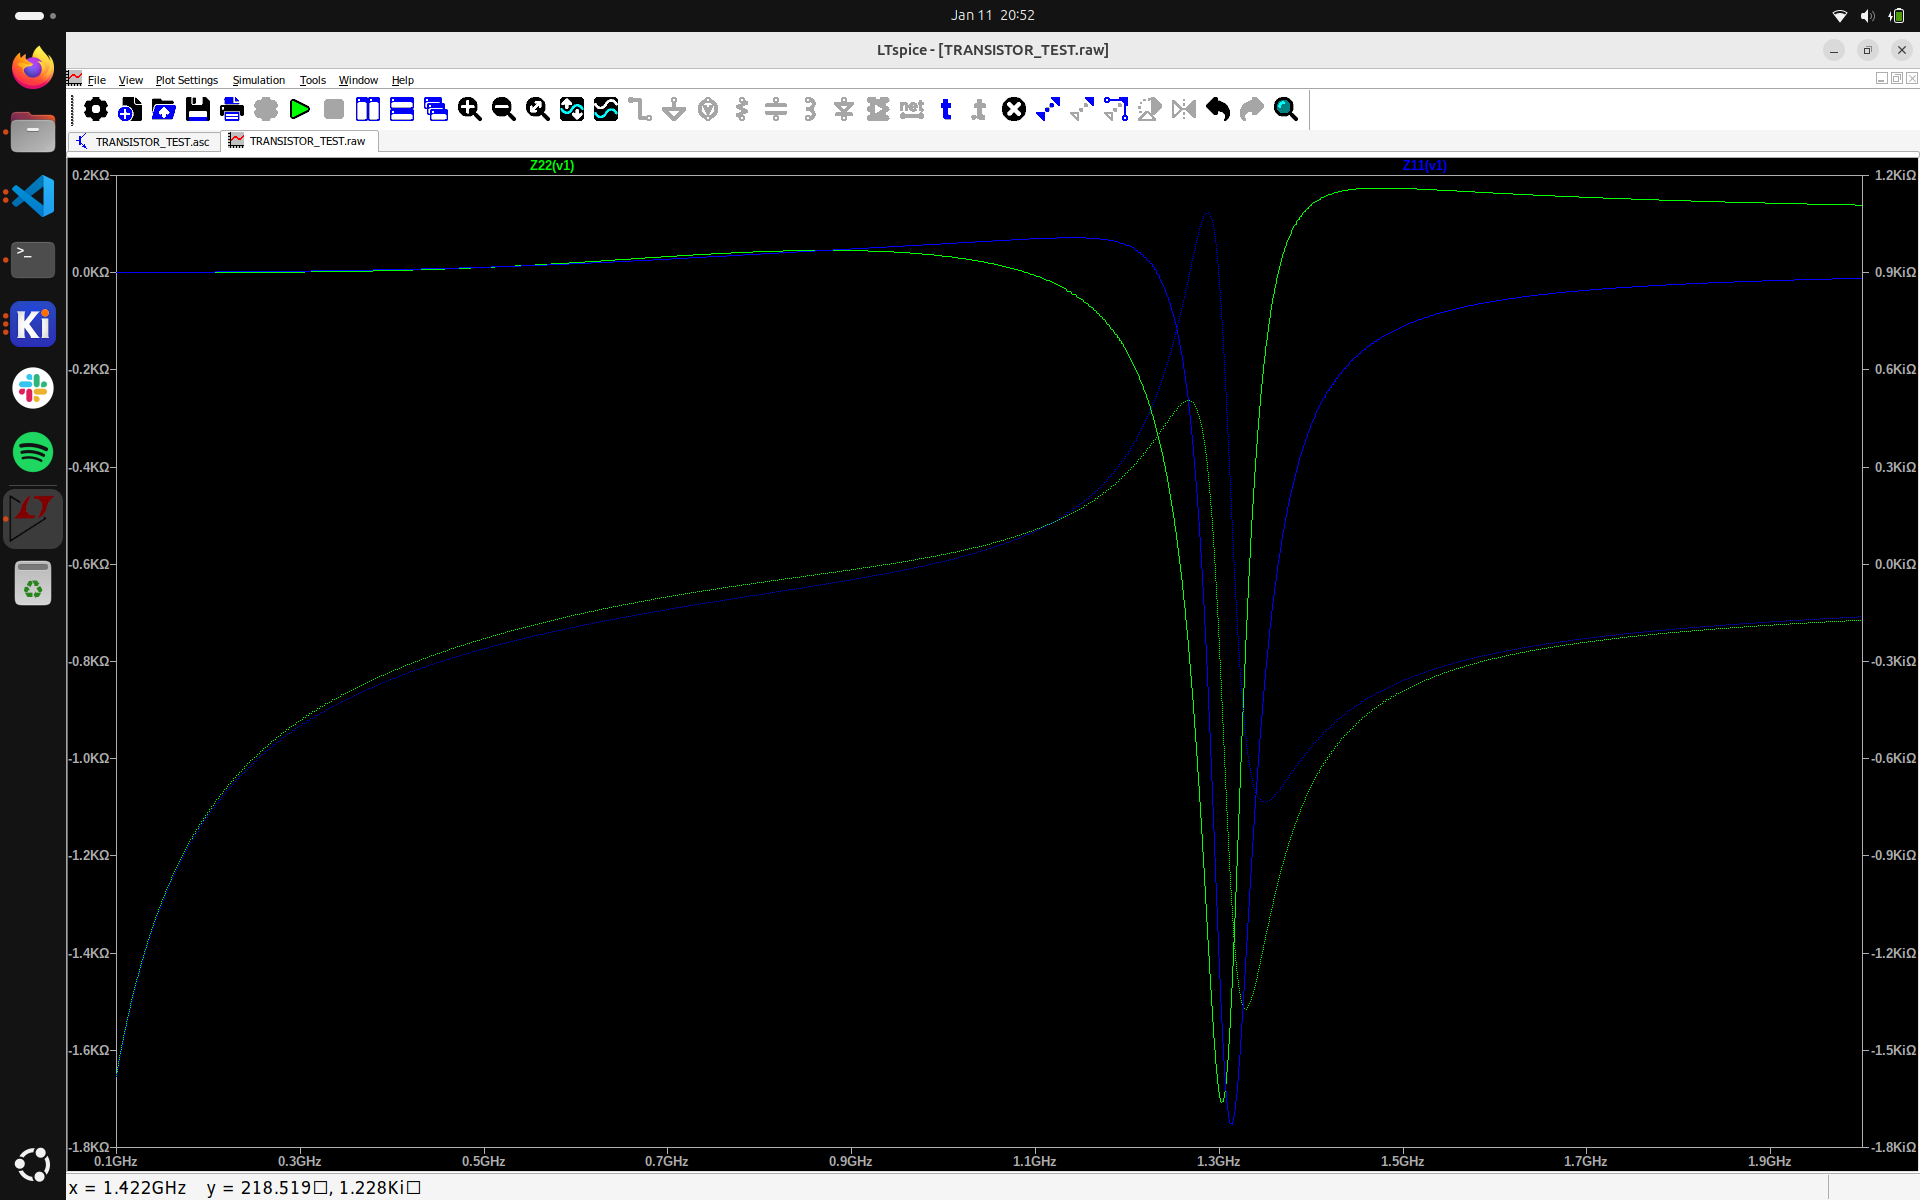 Jan 11 20:52
LTspice - [TRANSISTOR_TEST.raw]
File View Plot Settings Simulation Tools Window Help
net t t
TRANSISTOR_TEST.asc TRANSISTOR_TEST.raw
Z22(v1) Z11(v1)
0.2KΩ 1.2KiΩ
0.0KΩ 0.9KiΩ
-0.2KΩ 0.6KiΩ
-0.4KΩ 0.3KiΩ
-0.6KΩ 0.0KiΩ
-0.8KΩ -0.3KiΩ
-1.0KΩ -0.6KiΩ
-1.2KΩ -0.9KiΩ
-1.4KΩ -1.2KiΩ
-1.6KΩ -1.5KiΩ
-1.8KΩ -1.8KiΩ
0.1GHz 0.3GHz 0.5GHz 0.7GHz 0.9GHz 1.1GHz 1.3GHz 1.5GHz 1.7GHz 1.9GHz
x = 1.422GHz y = 218.519□, 1.228Ki□
>_
Ki
LT